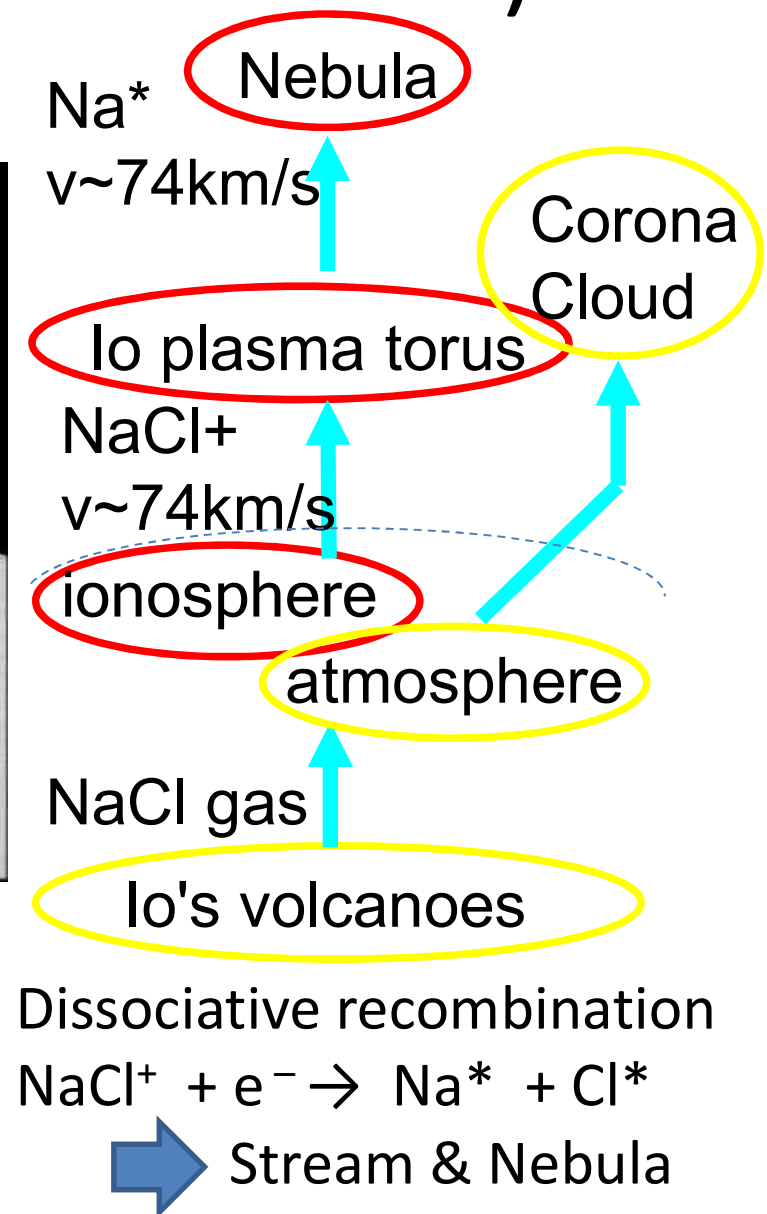 Nebula
Na*
v~74km/s
Corona
Cloud
Io plasma torus
NaCl+
v~74km/s
ionosphere
atmosphere
NaCl gas
Io's volcanoes
Dissociative recombination
NaCl⁺ + e⁻ → Na* + Cl*
Stream & Nebula